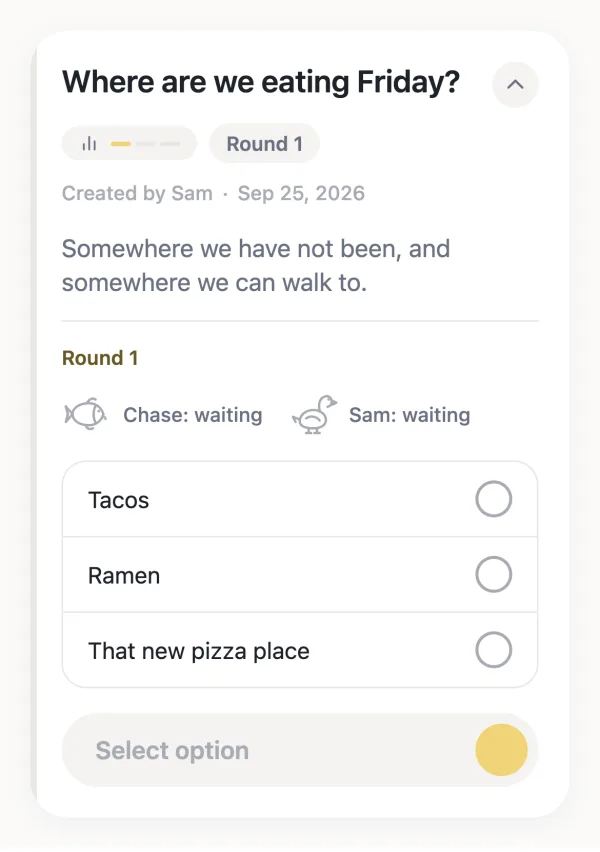 Where are we eating Friday?
Round 1
Created by Sam · Sep 25, 2026
Somewhere we have not been, and
somewhere we can walk to.
Round 1
Chase: waiting
Sam: waiting
Tacos
Ramen
That new pizza place
Select option